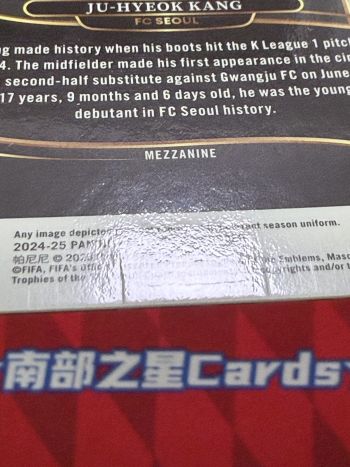 JU-HYEOK KANG
FC SEOUL
made history when his boots hit the K League 1 pitch
4. The midfielder made his first appearance in the
second-half substitute against Gwangju FC on June
17 years, 9 months and 6 days old, he was the
debutant in FC Seoul history.
MEZZANINE
Any image season uniform.
2024-25
帕尼尼 © Emblems,
©FIFA, FIFA's and/or
Trophies of the
南部之星Cards